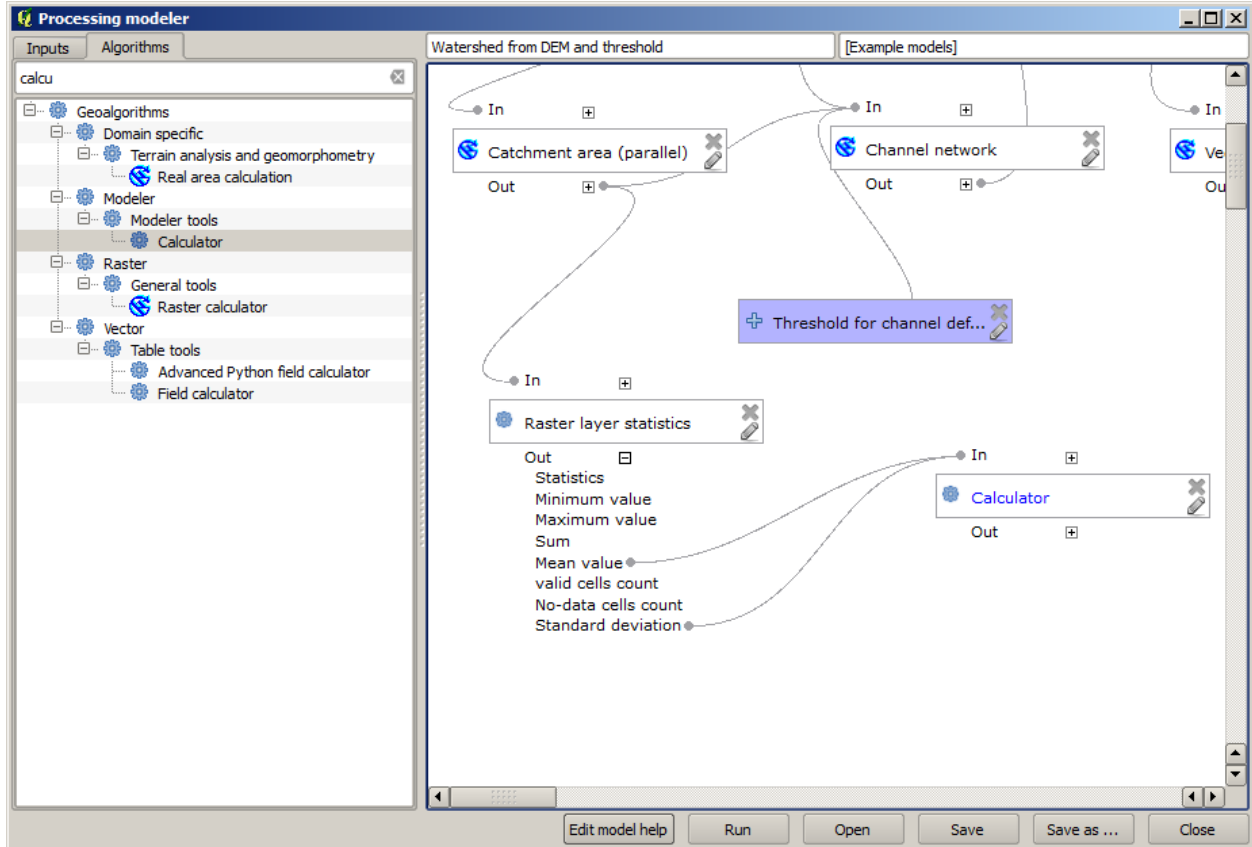 Processing modeler
Inputs Algorithms
calcu
Geoalgorithms
Domain specific
Terrain analysis and geomorphometry
Real area calculation
Modeler
Modeler tools
Calculator
Raster
General tools
Raster calculator
Vector
Table tools
Advanced Python field calculator
Field calculator
Watershed from DEM and threshold [Example models]
In In In
Catchment area (parallel) Channel network Ve
Out Out Ou
Threshold for channel def...
In
Raster layer statistics
Out
Statistics
Minimum value
Maximum value
Sum
Mean value
valid cells count
No-data cells count
Standard deviation
In
Calculator
Out
Edit model help Run Open Save Save as ... Close